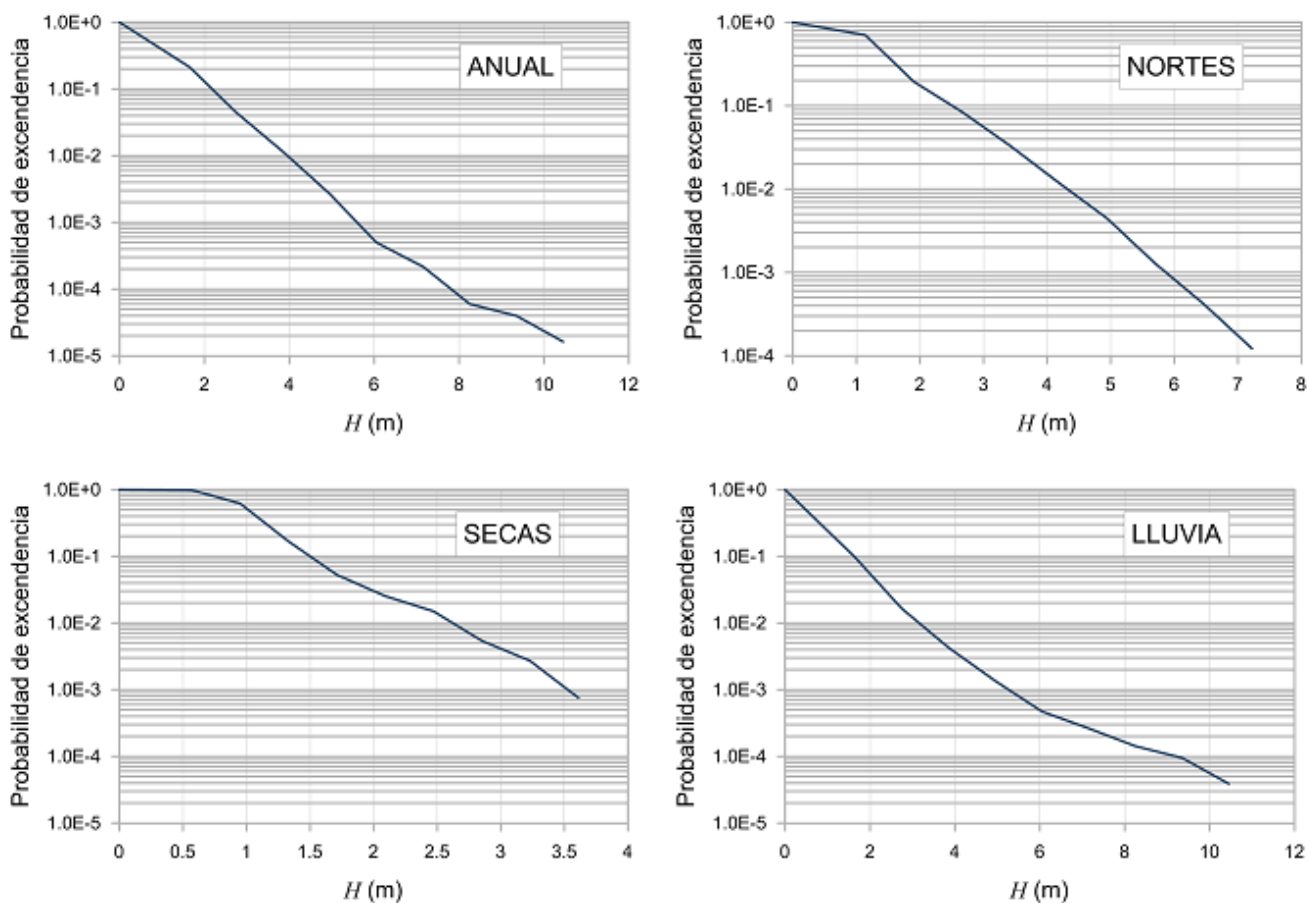 Probabilidad de excendencia
1.0E+0
1.0E-1
1.0E-2
1.0E-3
1.0E-4
1.0E-5
ANUAL
0 2 4 6 8 10 12
H (m)
Probabilidad de excendencia
1.0E+0
1.0E-1
1.0E-2
1.0E-3
1.0E-4
NORTES
0 1 2 3 4 5 6 7 8
H (m)
Probabilidad de excendencia
1.0E+0
1.0E-1
1.0E-2
1.0E-3
1.0E-4
1.0E-5
SECAS
0 0.5 1 1.5 2 2.5 3 3.5 4
H (m)
Probabilidad de excendencia
1.0E+0
1.0E-1
1.0E-2
1.0E-3
1.0E-4
1.0E-5
LLUVIA
0 2 4 6 8 10 12
H (m)